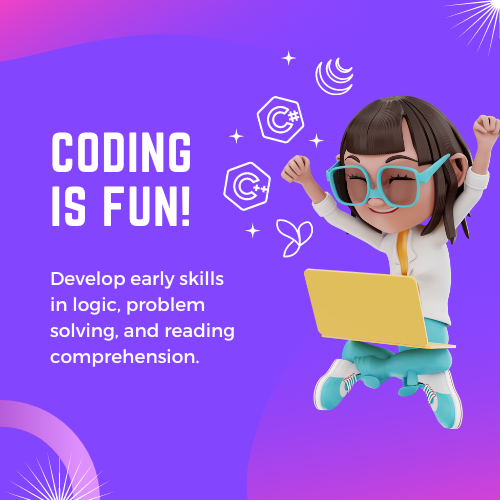 CODING
IS FUN!
C#
C++
Develop early skills
in logic, problem
solving, and reading
comprehension.